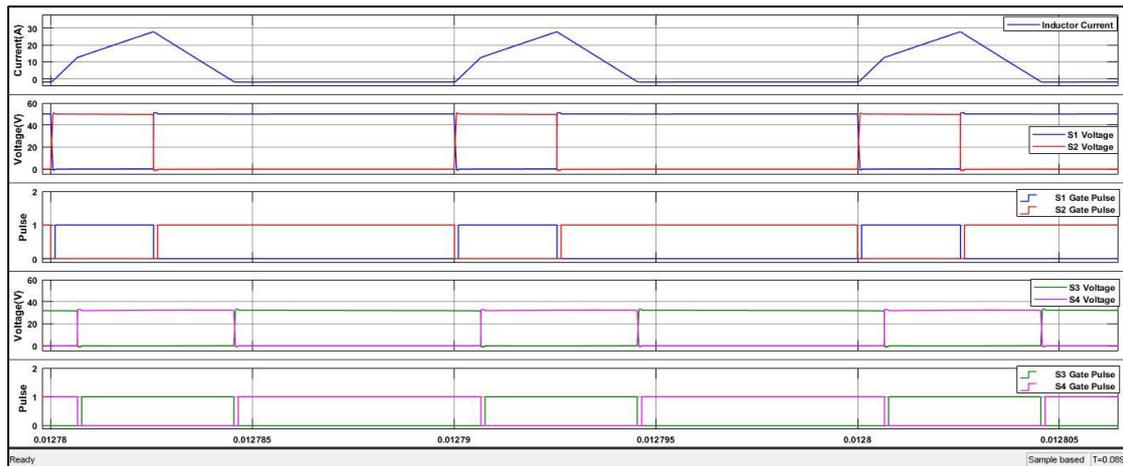 Current(A)
30
20
10
0
Inductor Current
Voltage(V)
60
40
20
0
S1 Voltage
S2 Voltage
Pulse
2
1
0
S1 Gate Pulse
S2 Gate Pulse
Voltage(V)
60
40
20
0
S3 Voltage
S4 Voltage
Pulse
2
1
0
S3 Gate Pulse
S4 Gate Pulse
0.01278 0.012785 0.01279 0.012795 0.0128 0.012805
Ready Sample based T=0.089